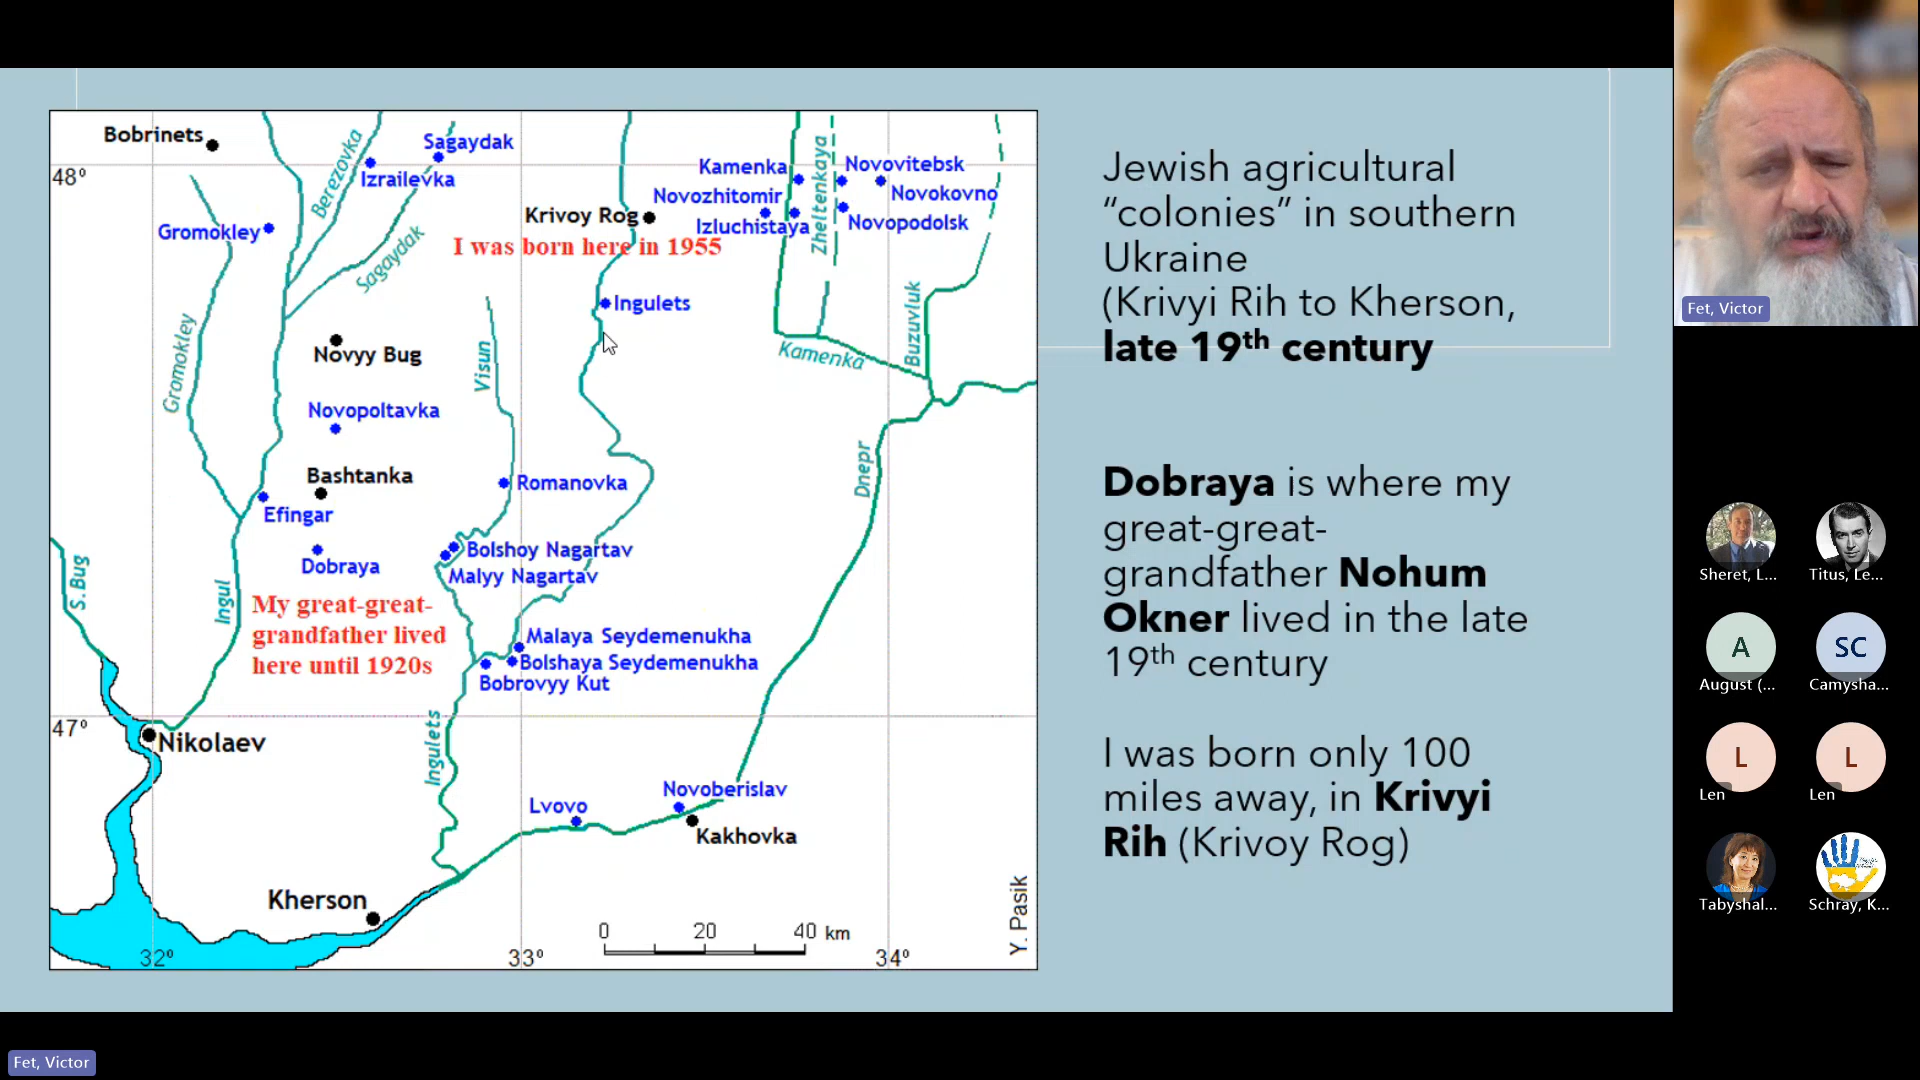 Bobrinets
Berezovka
Sagaydak
48°
Izrailevka
Gromokley
Sagaydak
Gromokley
Krivoy Rog
I was born here in 1955
Ingulets
Kamenka
Zheltenkaya
Novovitebsk
Novozhitomir
Novokovno
Izluchistaya
Novopodolsk
Kamenka
Buzuvluk
Novyy Bug
Visun
Novopoltavka
Bashtanka
Efingar
Dobraya
Romanovka
Dnepr
Bolshoy Nagartav
Malyy Nagartav
S. Bug
Ingul
My great-great-
grandfather lived
here until 1920s
Malaya Seydemenukha
Bolshaya Seydemenukha
Bobrovyy Kut
47°
Nikolaev
Ingulets
Lvovo
Novoberislav
Kakhovka
Kherson
0 20 40 km
Y. Pasik
32° 33° 34°
Jewish agricultural
“colonies” in southern
Ukraine
(Krivyi Rih to Kherson,
late 19th century
Dobraya is where my
great-great-
grandfather Nohum
Okner lived in the late
19th century
I was born only 100
miles away, in Krivyi
Rih (Krivoy Rog)
Fet, Victor
Sheret, L...
Titus, Le...
A
SC
August (...
Camysha...
L
L
Len
Len
Tabyshal...
Schray, K...
Fet, Victor